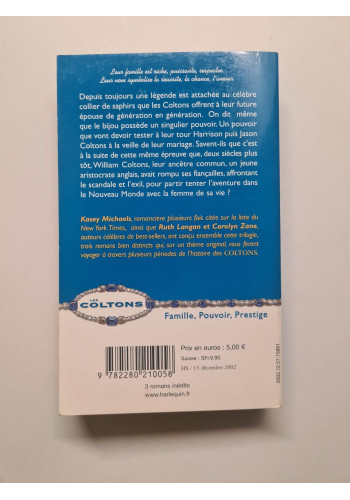 Leur famille est riche, puissante, respectée.
Leur nom symbolise la réussite, la chance, l'amour.
Depuis toujours une légende est attachée au célèbre
collier de saphirs que les Coltons offrent à leur future
épouse de génération en génération. On dit même
que le bijou possède un singulier pouvoir. Un pouvoir
que vont devoir tester à leur tour Harrison puis Jason
Coltons à la veille de leur mariage. Savent-ils que c'est
à la suite de cette même épreuve que, deux siècles plus
tôt, William Coltons, leur ancêtre commun, un jeune
aristocrate anglais, avait rompu ses fiançailles, affrontant
le scandale et l'exil, pour partir tenter l'aventure dans
le Nouveau Monde avec la femme de sa vie ?
Kasey Michaels, romancière plusieurs fois citée sur la liste du
New York Times, ainsi que Ruth Langan et Carolyn Zane,
auteurs célèbres de best-sellers, ont conçu ensemble cette trilogie,
trois romans bien distincts qui, sur un thème original, vous feront
voyager à travers plusieurs périodes de l'histoire des COLTONS.
LES
COLTONS
Famille, Pouvoir, Prestige
Prix en euros : 5,00 €
Suisse : SFr9.90
HS / 15 décembre 2002
9 782280 210058
3 romans inédits
www.harlequin.fr